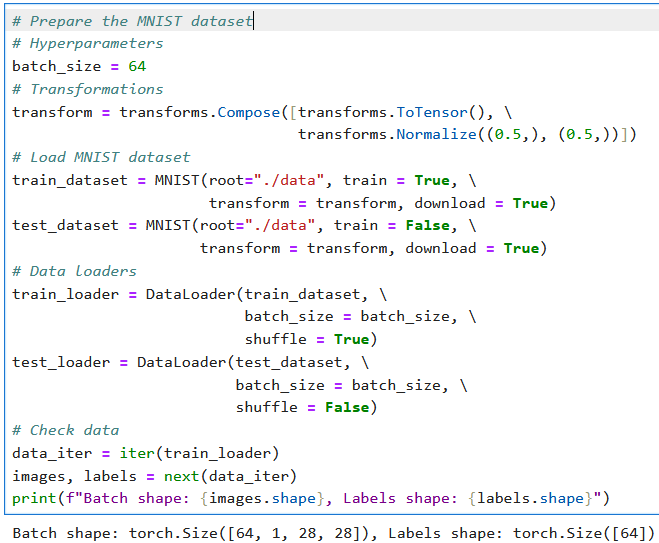 # Prepare the MNIST dataset
# Hyperparameters
batch_size = 64
# Transformations
transform = transforms.Compose([transforms.ToTensor(), \
                                transforms.Normalize((0.5,), (0.5,))])
# Load MNIST dataset
train_dataset = MNIST(root="./data", train = True, \
                      transform = transform, download = True)
test_dataset = MNIST(root="./data", train = False, \
                     transform = transform, download = True)
# Data loaders
train_loader = DataLoader(train_dataset, \
                          batch_size = batch_size, \
                          shuffle = True)
test_loader = DataLoader(test_dataset, \
                         batch_size = batch_size, \
                         shuffle = False)
# Check data
data_iter = iter(train_loader)
images, labels = next(data_iter)
print(f"Batch shape: {images.shape}, Labels shape: {labels.shape}")
Batch shape: torch.Size([64, 1, 28, 28]), Labels shape: torch.Size([64])